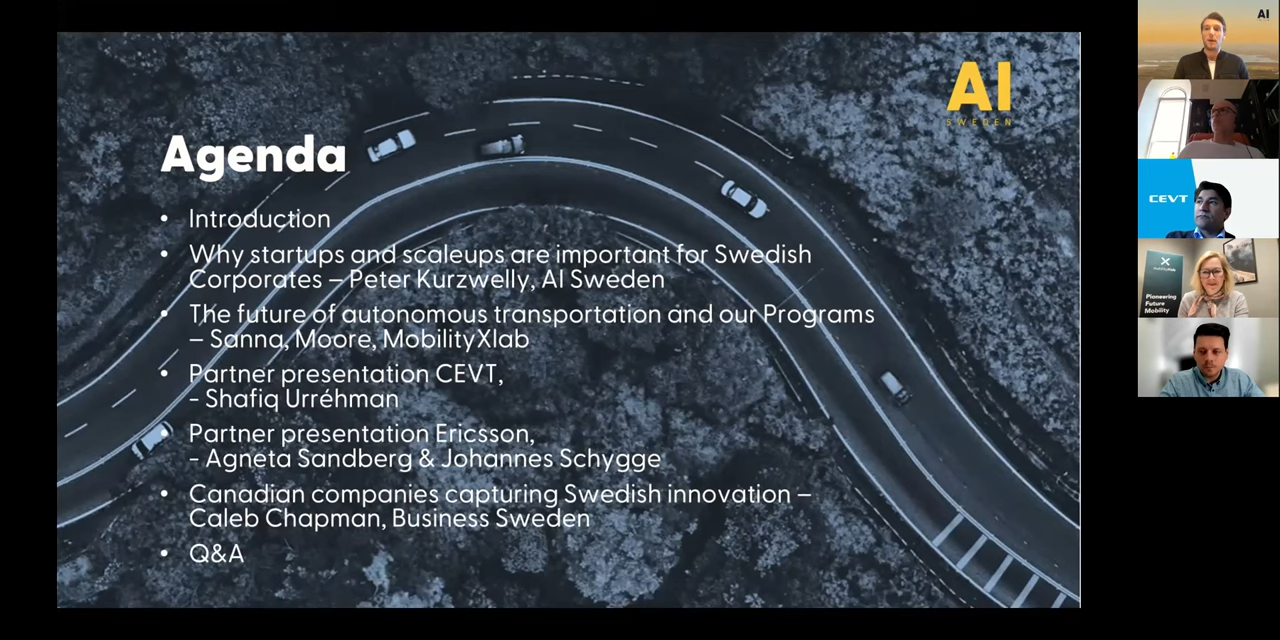 AI
SWEDEN
Agenda
• Introduction
• Why startups and scaleups are important for Swedish
Corporates – Peter Kurzwelly, AI Sweden
• The future of autonomous transportation and our Programs
– Sanna, Moore, MobilityXlab
• Partner presentation CEVT,
- Shafiq Urréhman
• Partner presentation Ericsson,
- Agneta Sandberg & Johannes Schygge
• Canadian companies capturing Swedish innovation –
Caleb Chapman, Business Sweden
• Q&A
AI
CEVT
Pioneering
Future
Mobility